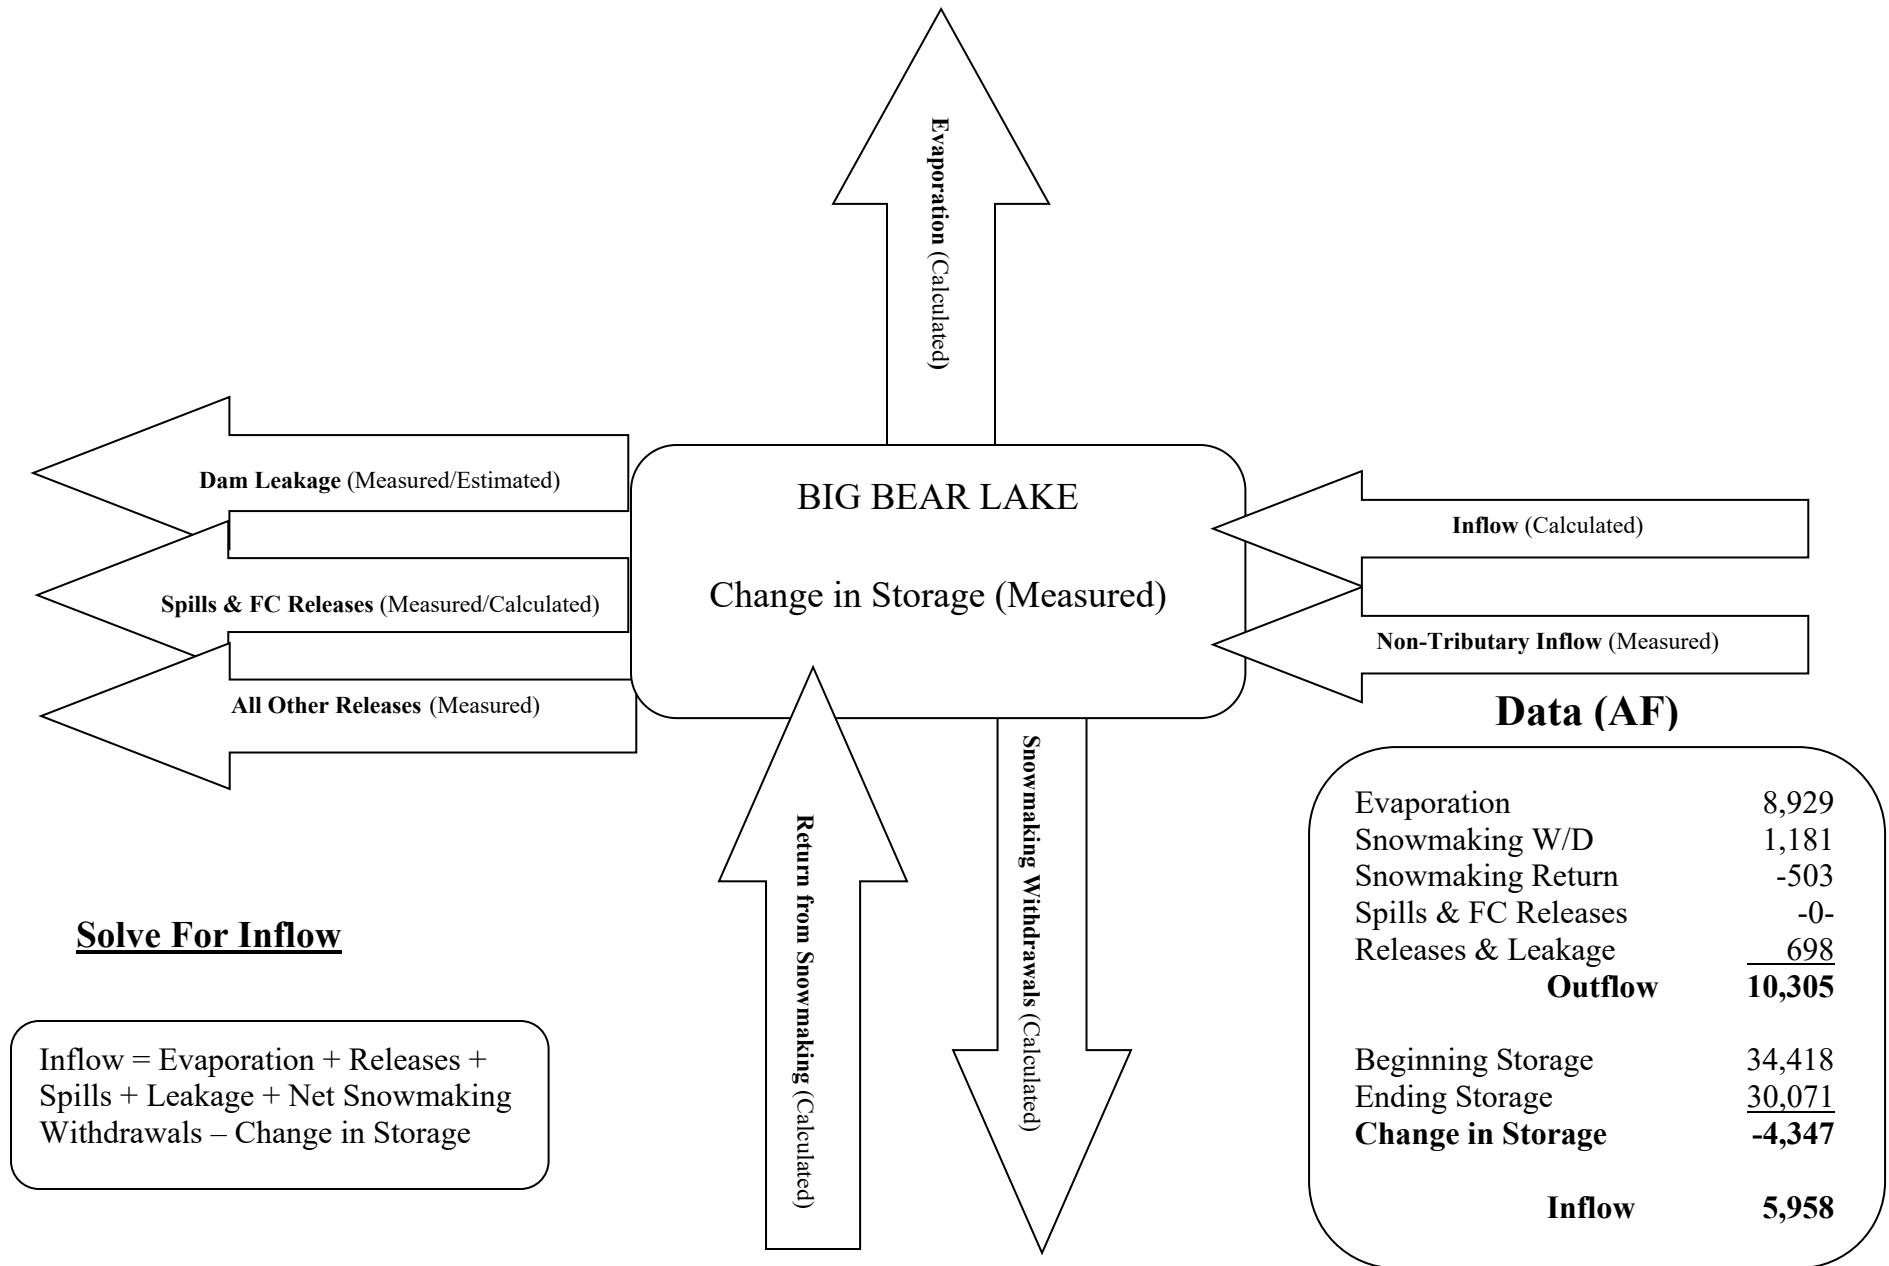 Evaporation (Calculated)
Dam Leakage (Measured/Estimated)
Spills & FC Releases (Measured/Calculated)
All Other Releases (Measured)
BIG BEAR LAKE
Change in Storage (Measured)
Inflow (Calculated)
Non-Tributary Inflow (Measured)
Return from Snowmaking (Calculated)
Snowmaking Withdrawals (Calculated)
Solve For Inflow
Inflow = Evaporation + Releases +
Spills + Leakage + Net Snowmaking
Withdrawals – Change in Storage
Data (AF)
Evaporation 8,929
Snowmaking W/D 1,181
Snowmaking Return -503
Spills & FC Releases -0-
Releases & Leakage 698
Outflow 10,305
Beginning Storage 34,418
Ending Storage 30,071
Change in Storage -4,347
Inflow 5,958